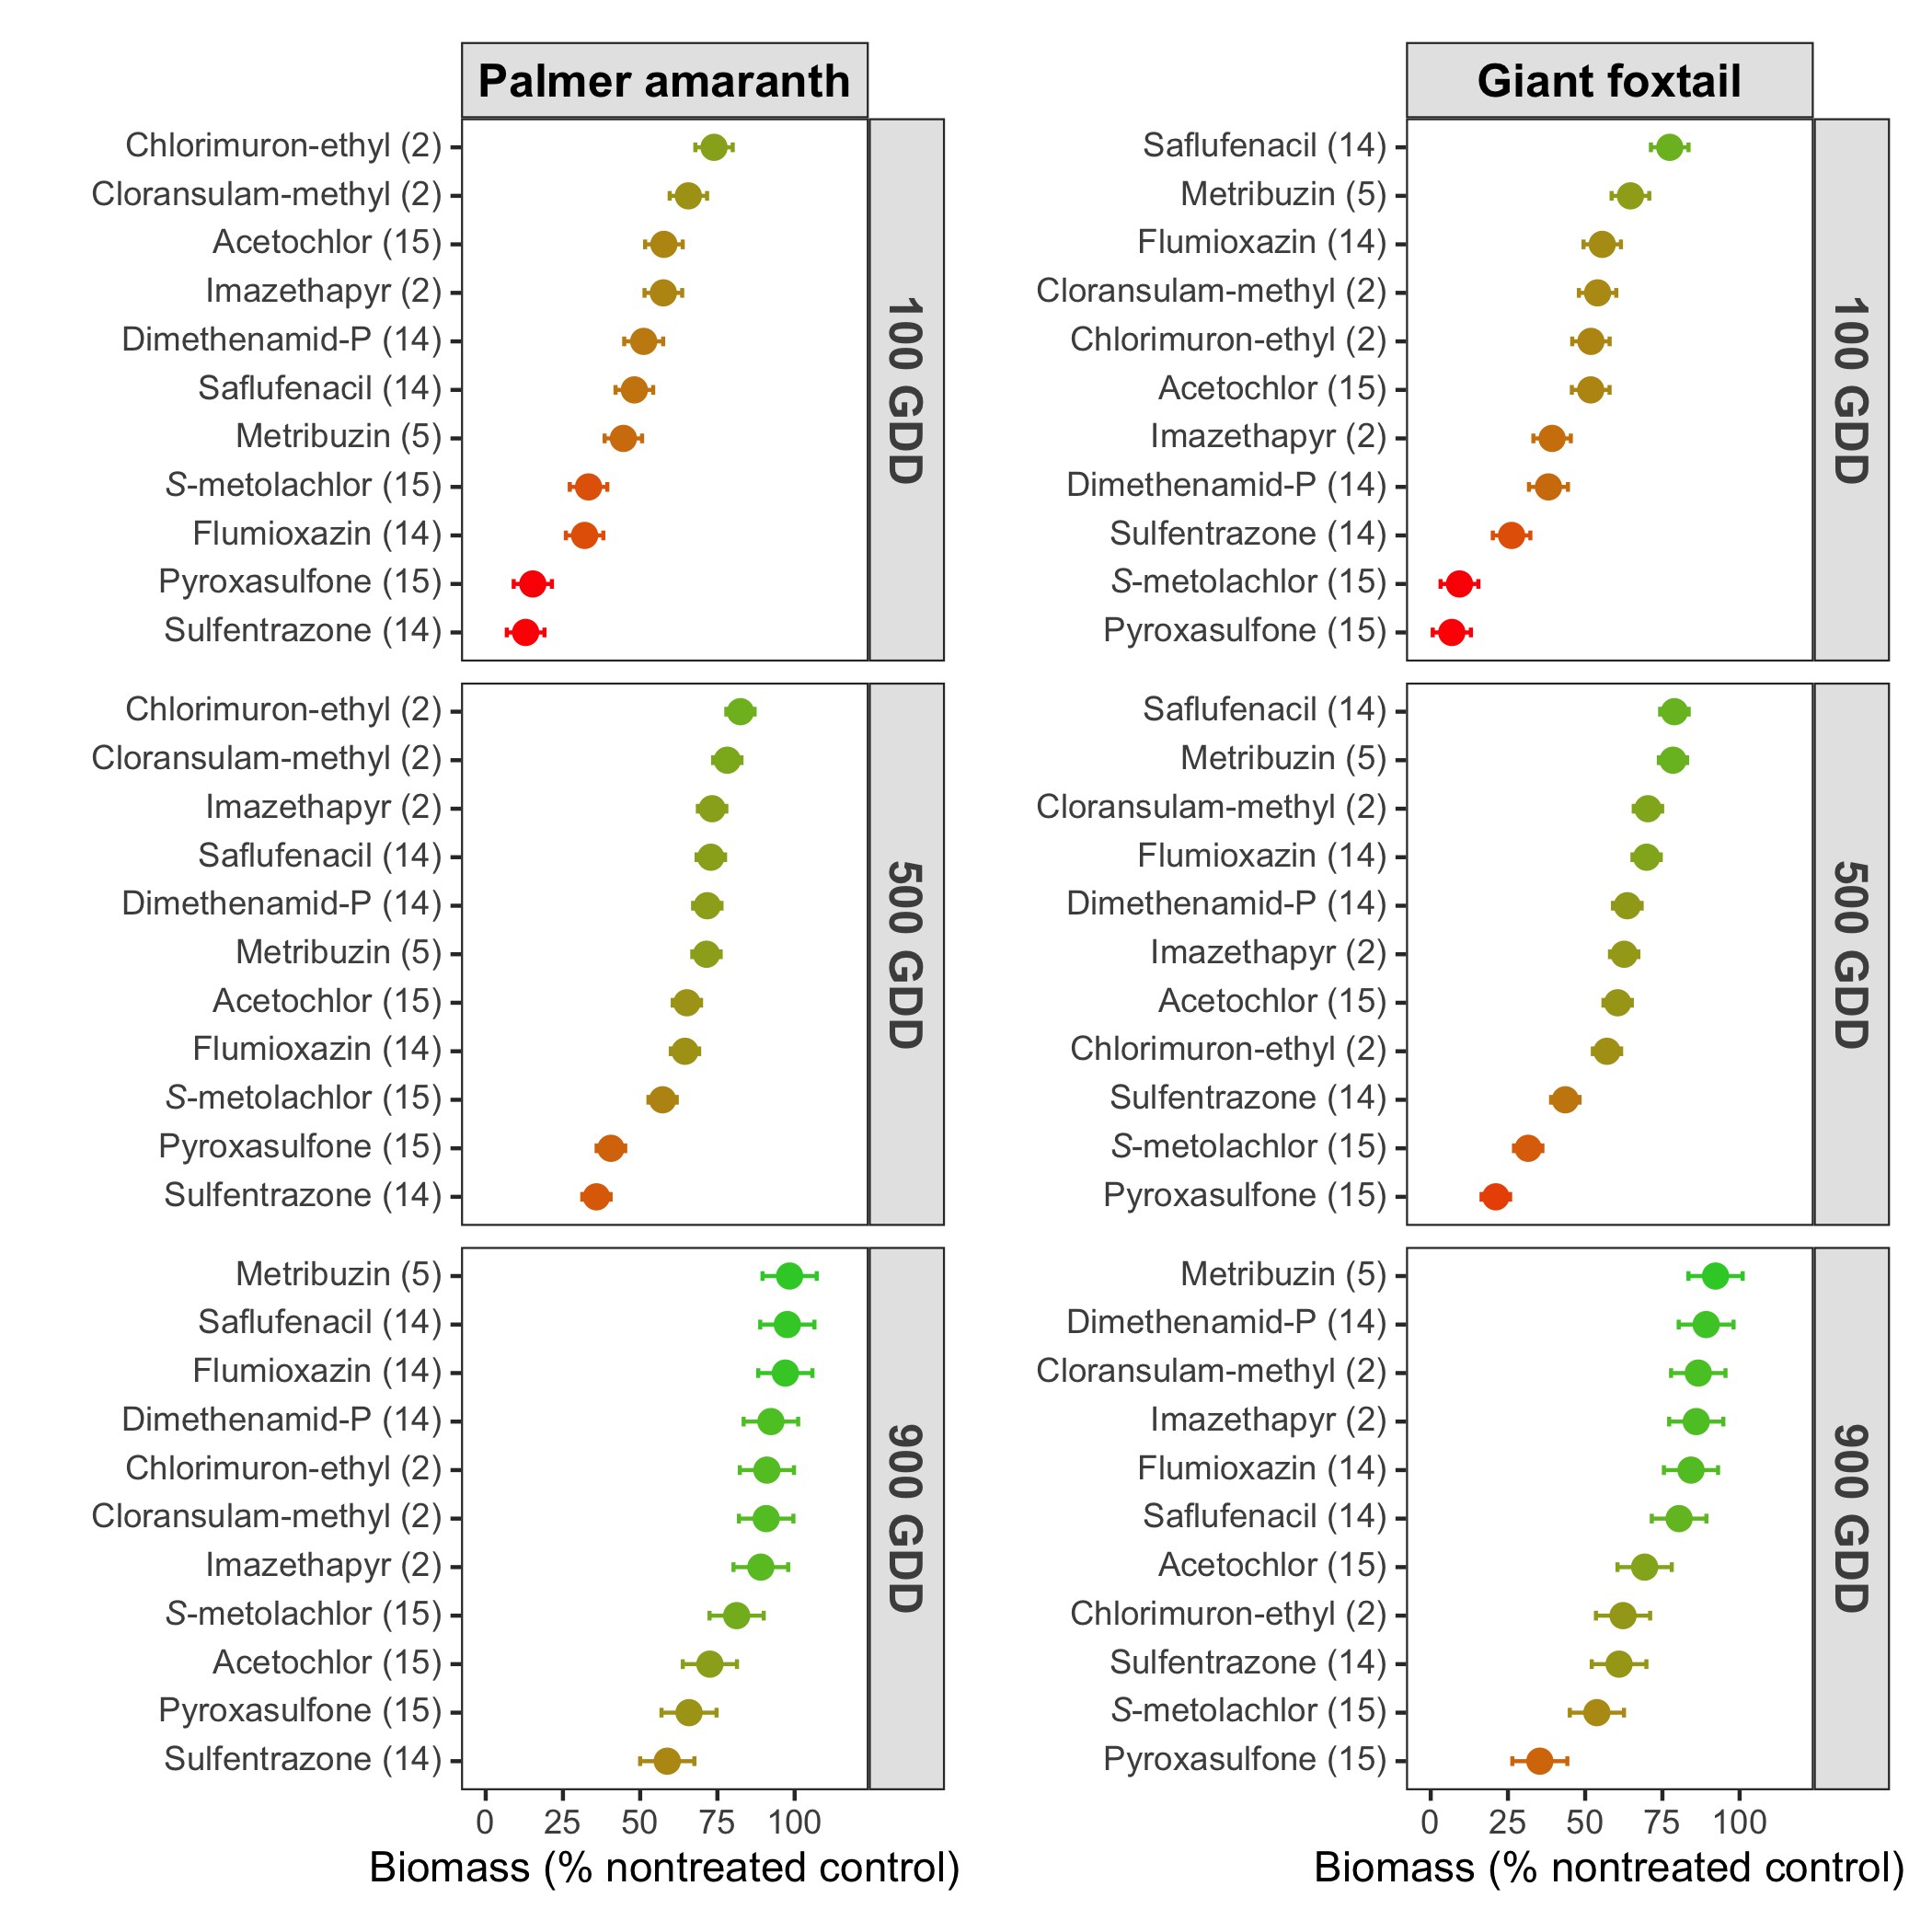 Palmer amaranth
Chlorimuron-ethyl (2)
Cloransulam-methyl (2)
Acetochlor (15)
Imazethapyr (2)
Dimethenamid-P (14)
Saflufenacil (14)
Metribuzin (5)
S-metolachlor (15)
Flumioxazin (14)
Pyroxasulfone (15)
Sulfentrazone (14)
100 GDD
Chlorimuron-ethyl (2)
Cloransulam-methyl (2)
Imazethapyr (2)
Saflufenacil (14)
Dimethenamid-P (14)
Metribuzin (5)
Acetochlor (15)
Flumioxazin (14)
S-metolachlor (15)
Pyroxasulfone (15)
Sulfentrazone (14)
500 GDD
Metribuzin (5)
Saflufenacil (14)
Flumioxazin (14)
Dimethenamid-P (14)
Chlorimuron-ethyl (2)
Cloransulam-methyl (2)
Imazethapyr (2)
S-metolachlor (15)
Acetochlor (15)
Pyroxasulfone (15)
Sulfentrazone (14)
900 GDD
0 25 50 75 100
Biomass (% nontreated control)
Giant foxtail
Saflufenacil (14)
Metribuzin (5)
Flumioxazin (14)
Cloransulam-methyl (2)
Chlorimuron-ethyl (2)
Acetochlor (15)
Imazethapyr (2)
Dimethenamid-P (14)
Sulfentrazone (14)
S-metolachlor (15)
Pyroxasulfone (15)
100 GDD
Saflufenacil (14)
Metribuzin (5)
Cloransulam-methyl (2)
Flumioxazin (14)
Dimethenamid-P (14)
Imazethapyr (2)
Acetochlor (15)
Chlorimuron-ethyl (2)
Sulfentrazone (14)
S-metolachlor (15)
Pyroxasulfone (15)
500 GDD
Metribuzin (5)
Dimethenamid-P (14)
Cloransulam-methyl (2)
Imazethapyr (2)
Flumioxazin (14)
Saflufenacil (14)
Acetochlor (15)
Chlorimuron-ethyl (2)
Sulfentrazone (14)
S-metolachlor (15)
Pyroxasulfone (15)
900 GDD
0 25 50 75 100
Biomass (% nontreated control)